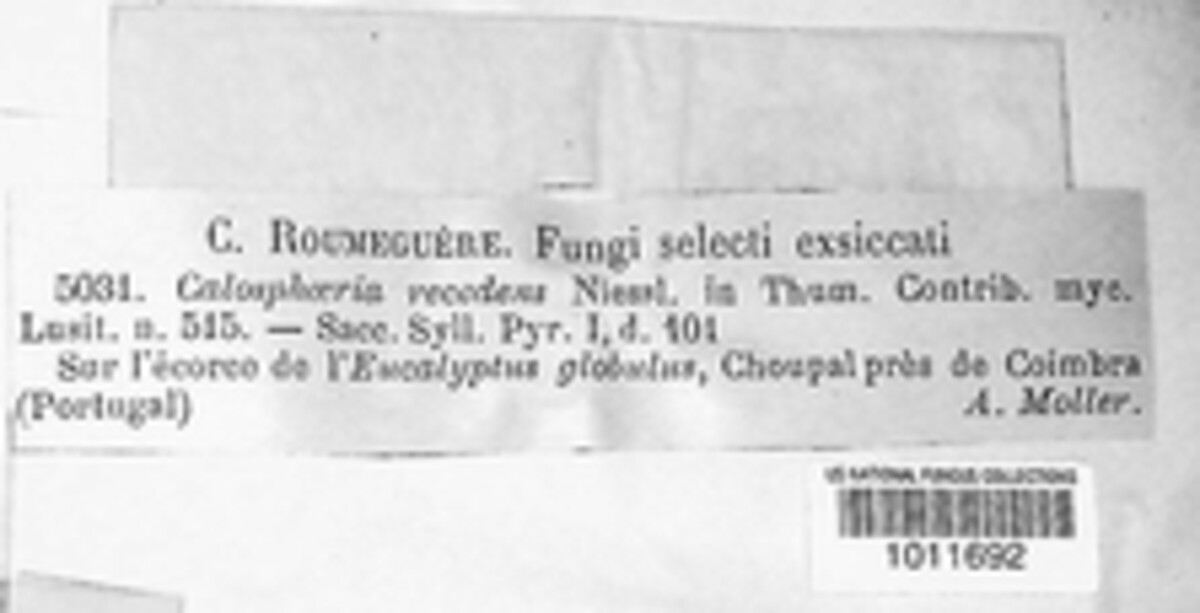 C. ROUMEGUÈRE. Fungi selecti exsiccati
5031. Calosphœria recedens Niessl. in Thum. Contrib. myc.
Lusit. n. 515. — Sacc. Syll. Pyr. I, d. 101
Sur l'écorce de l'Eucalyptus globulus, Choupal près de Coimbra
(Portugal) A. Moller.
US NATIONAL FUNGUS COLLECTIONS
1011692